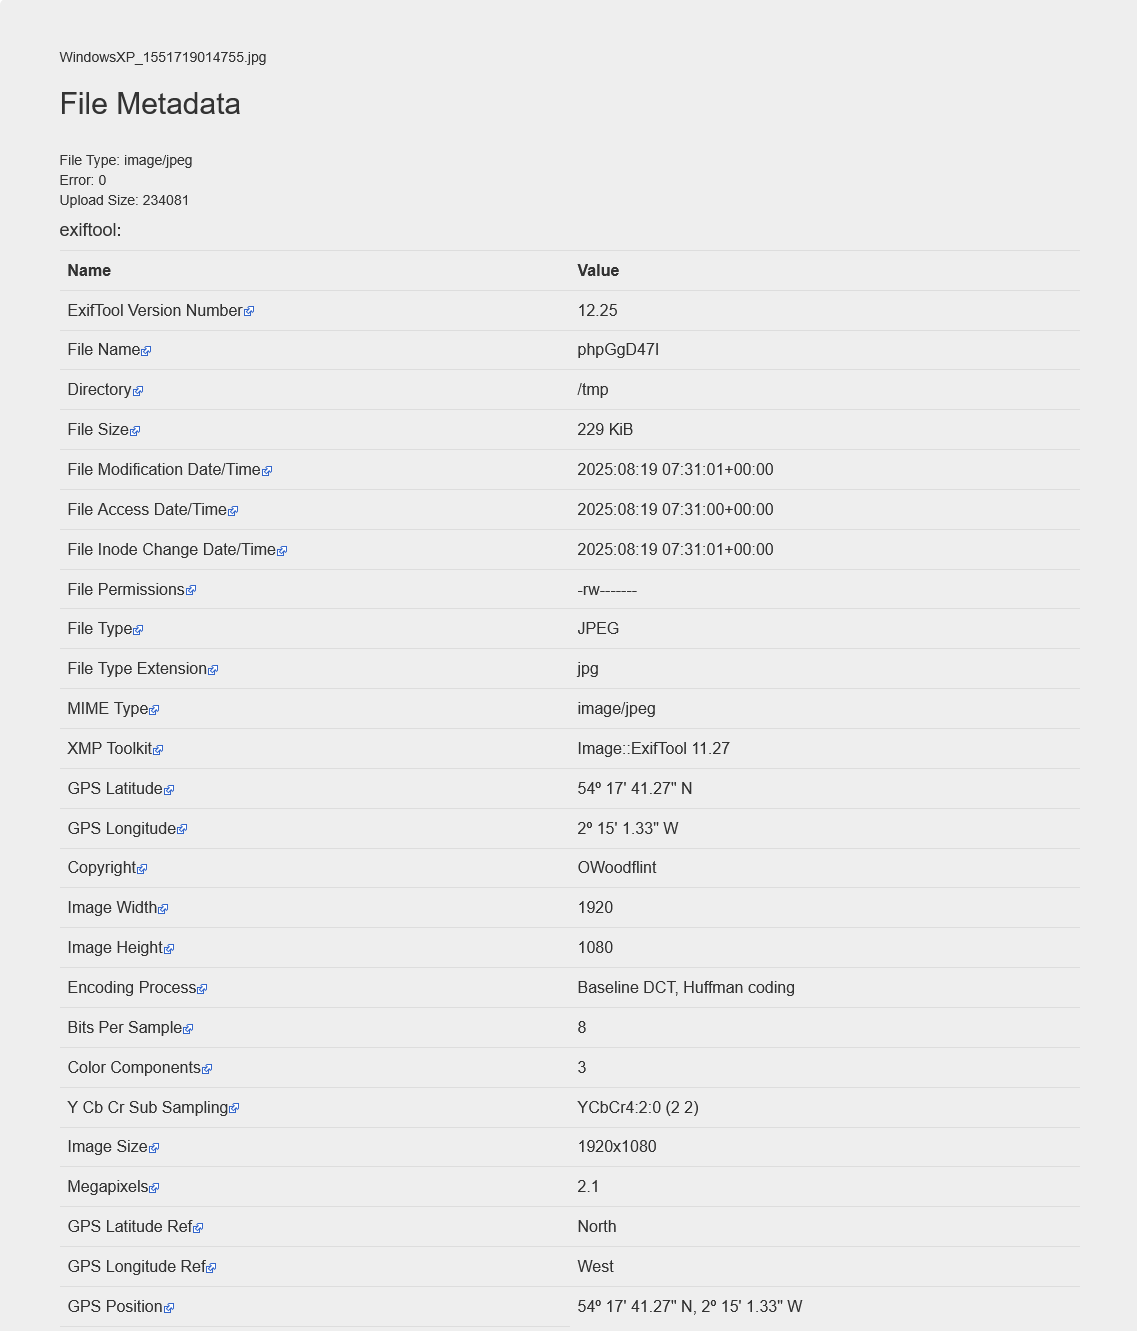 WindowsXP_1551719014755.jpg
File Metadata
File Type: image/jpeg
Error: 0
Upload Size: 234081
exiftool:
Name Value
ExifTool Version Number 12.25
File Name phpGgD47I
Directory /tmp
File Size 229 KiB
File Modification Date/Time 2025:08:19 07:31:01+00:00
File Access Date/Time 2025:08:19 07:31:00+00:00
File Inode Change Date/Time 2025:08:19 07:31:01+00:00
File Permissions -rw-------
File Type JPEG
File Type Extension jpg
MIME Type image/jpeg
XMP Toolkit Image::ExifTool 11.27
GPS Latitude 54º 17' 41.27" N
GPS Longitude 2º 15' 1.33" W
Copyright OWoodflint
Image Width 1920
Image Height 1080
Encoding Process Baseline DCT, Huffman coding
Bits Per Sample 8
Color Components 3
Y Cb Cr Sub Sampling YCbCr4:2:0 (2 2)
Image Size 1920x1080
Megapixels 2.1
GPS Latitude Ref North
GPS Longitude Ref West
GPS Position 54º 17' 41.27" N, 2º 15' 1.33" W